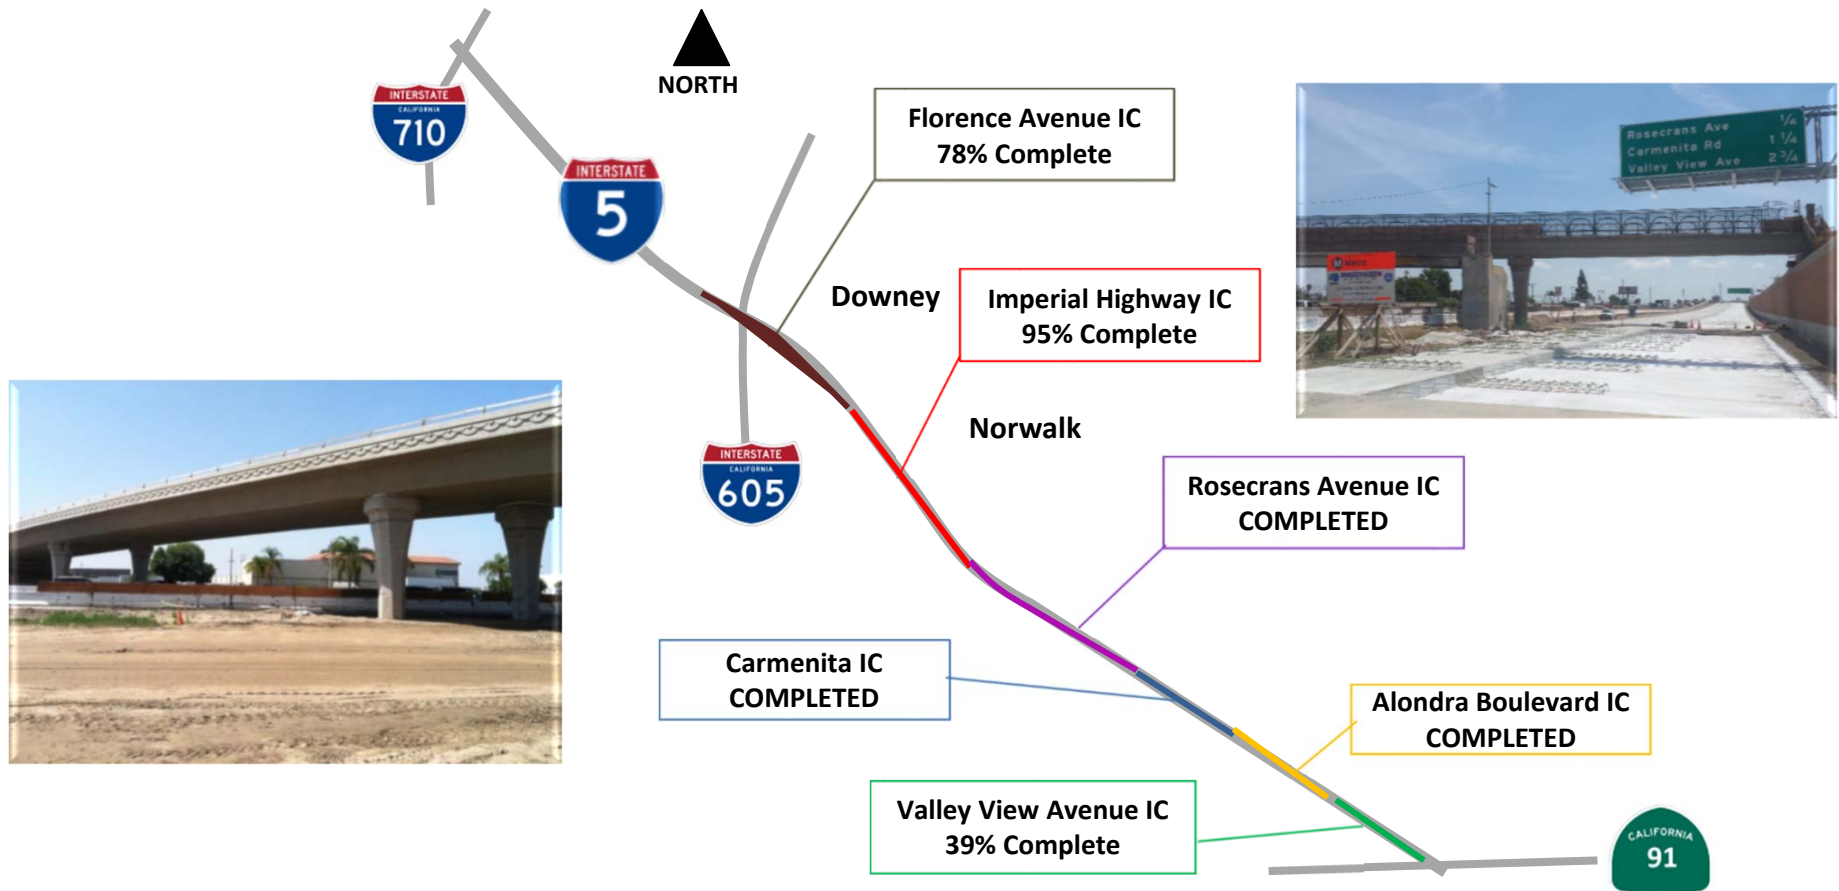 NORTH
INTERSTATE
CALIFORNIA
710
INTERSTATE
5
Florence Avenue IC
78% Complete
Rosecrans Ave 1/4
Carmenita Rd 1 1/4
Valley View Ave 2 3/4
Metro
Downey
Imperial Highway IC
95% Complete
Norwalk
INTERSTATE
CALIFORNIA
605
Rosecrans Avenue IC
COMPLETED
Carmenita IC
COMPLETED
Alondra Boulevard IC
COMPLETED
Valley View Avenue IC
39% Complete
CALIFORNIA
91